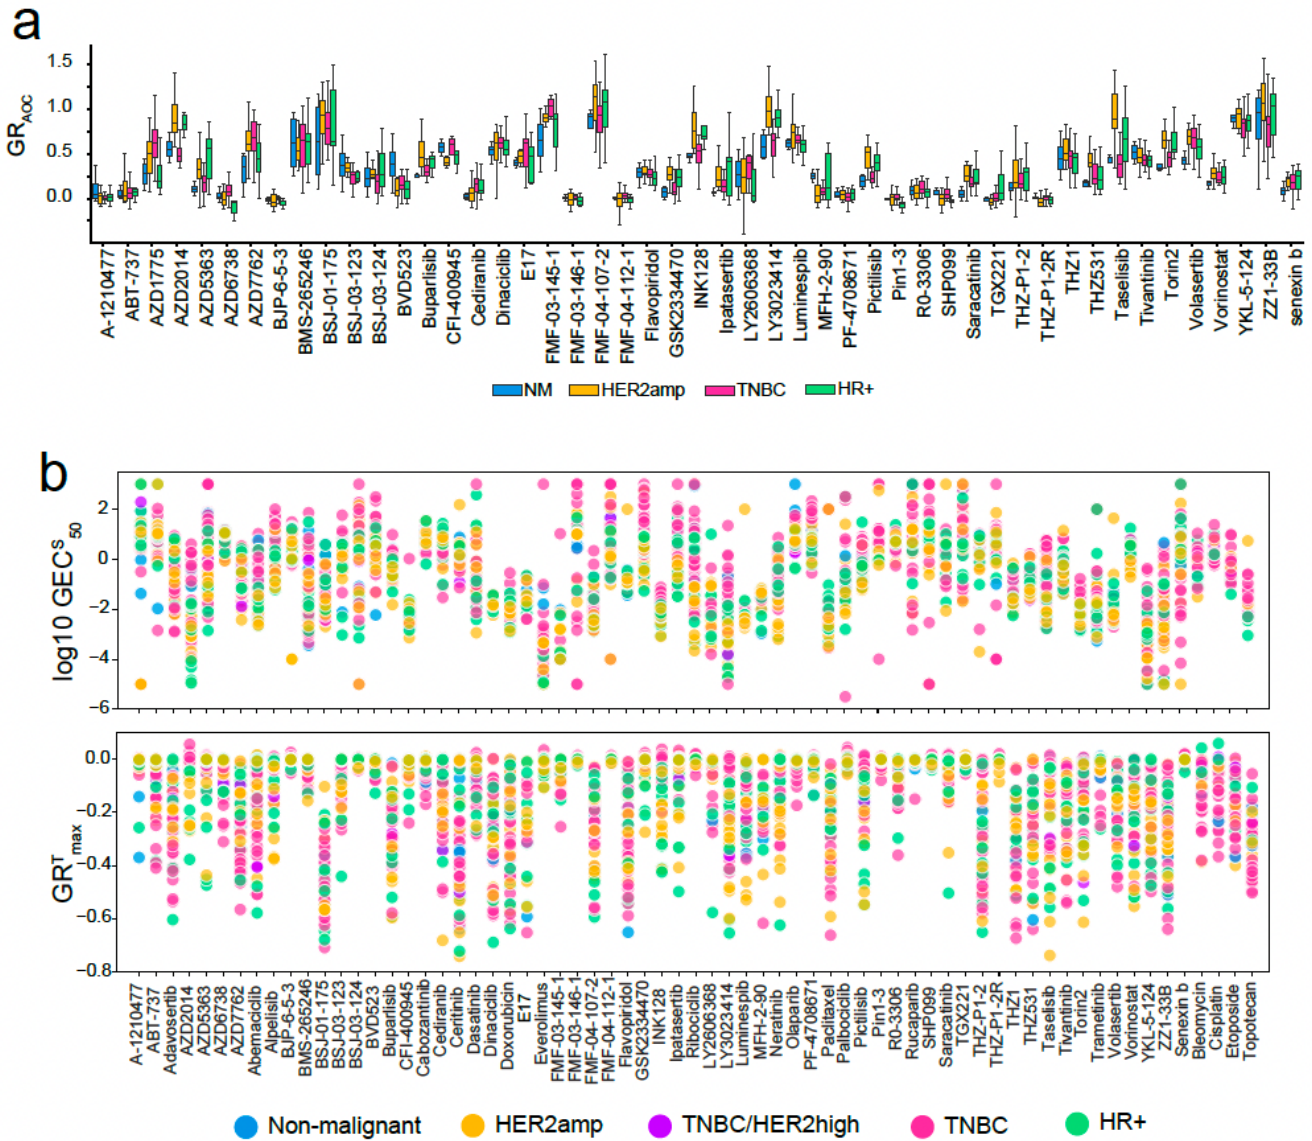 a
1.5
1.0
0.5
0.0
GR AOC
A-1210477
ABT-737
AZD1775
AZD2014
AZD5363
AZD6738
AZD7762
BJP-6-5-3
BMS-265246
BSJ-01-175
BSJ-03-123
BSJ-03-124
BVD523
Buparlisib
CFI-400945
Cediranib
Dinaciclib
E17
FMF-03-145-1
FMF-03-146-1
FMF-04-107-2
FMF-04-112-1
Flavopiridol
GSK2334470
INK128
Ipatasertib
LY2606368
LY3023414
Luminespib
MFH-2-90
PF-4708671
Pictilisib
Pin1-3
R0-3306
SHP099
Saracatinib
TGX221
THZ-P1-2
THZ-P1-2R
THZ1
THZ531
Taselisib
Tivantinib
Torin2
Volasertib
Vorinostat
YKL-5-124
ZZ1-33B
senexin b
NM HER2amp TNBC HR+
b
2
0
−2
−4
−6
log10 GEC s 50
0.0
−0.2
−0.4
−0.6
−0.8
GR T max
A-1210477
ABT-737
Adavosertib
AZD2014
AZD5363
AZD6738
AZD7762
Abemaciclib
Alpelisib
BJP-6-5-3
BMS-265246
BSJ-01-175
BSJ-03-123
BSJ-03-124
BVD523
Buparlisib
CFI-400945
Cabozantinib
Cediranib
Ceritinib
Dasatinib
Dinaciclib
Doxorubicin
E17
Everolimus
FMF-03-145-1
FMF-03-146-1
FMF-04-107-2
FMF-04-112-1
Flavopiridol
GSK2334470
INK128
Ipatasertib
Ribociclib
LY2606368
LY3023414
Luminespib
MFH-2-90
Neratinib
Olaparib
PF-4708671
Paclitaxel
Palbociclib
Pictilisib
Pin1-3
R0-3306
Rucaparib
SHP099
Saracatinib
TGX221
THZ-P1-2
THZ-P1-2R
THZ1
THZ531
Taselisib
Tivantinib
Torin2
Trametinib
Volasertib
Vorinostat
YKL-5-124
ZZ1-33B
Senexin b
Bleomycin
Cisplatin
Etoposide
Topotecan
Non-malignant HER2amp TNBC/HER2high TNBC HR+